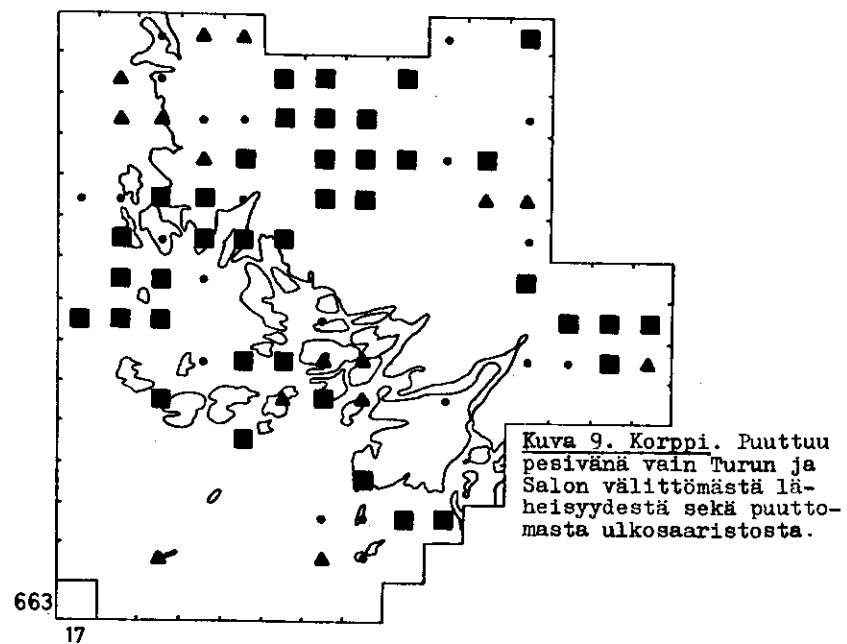 Kuva 9. Korppi. Puuttuu
pesivänä vain Turun ja
Salon välittömästä lä-
heisyydestä sekä puutto-
masta ulkosaaristosta.
663
17